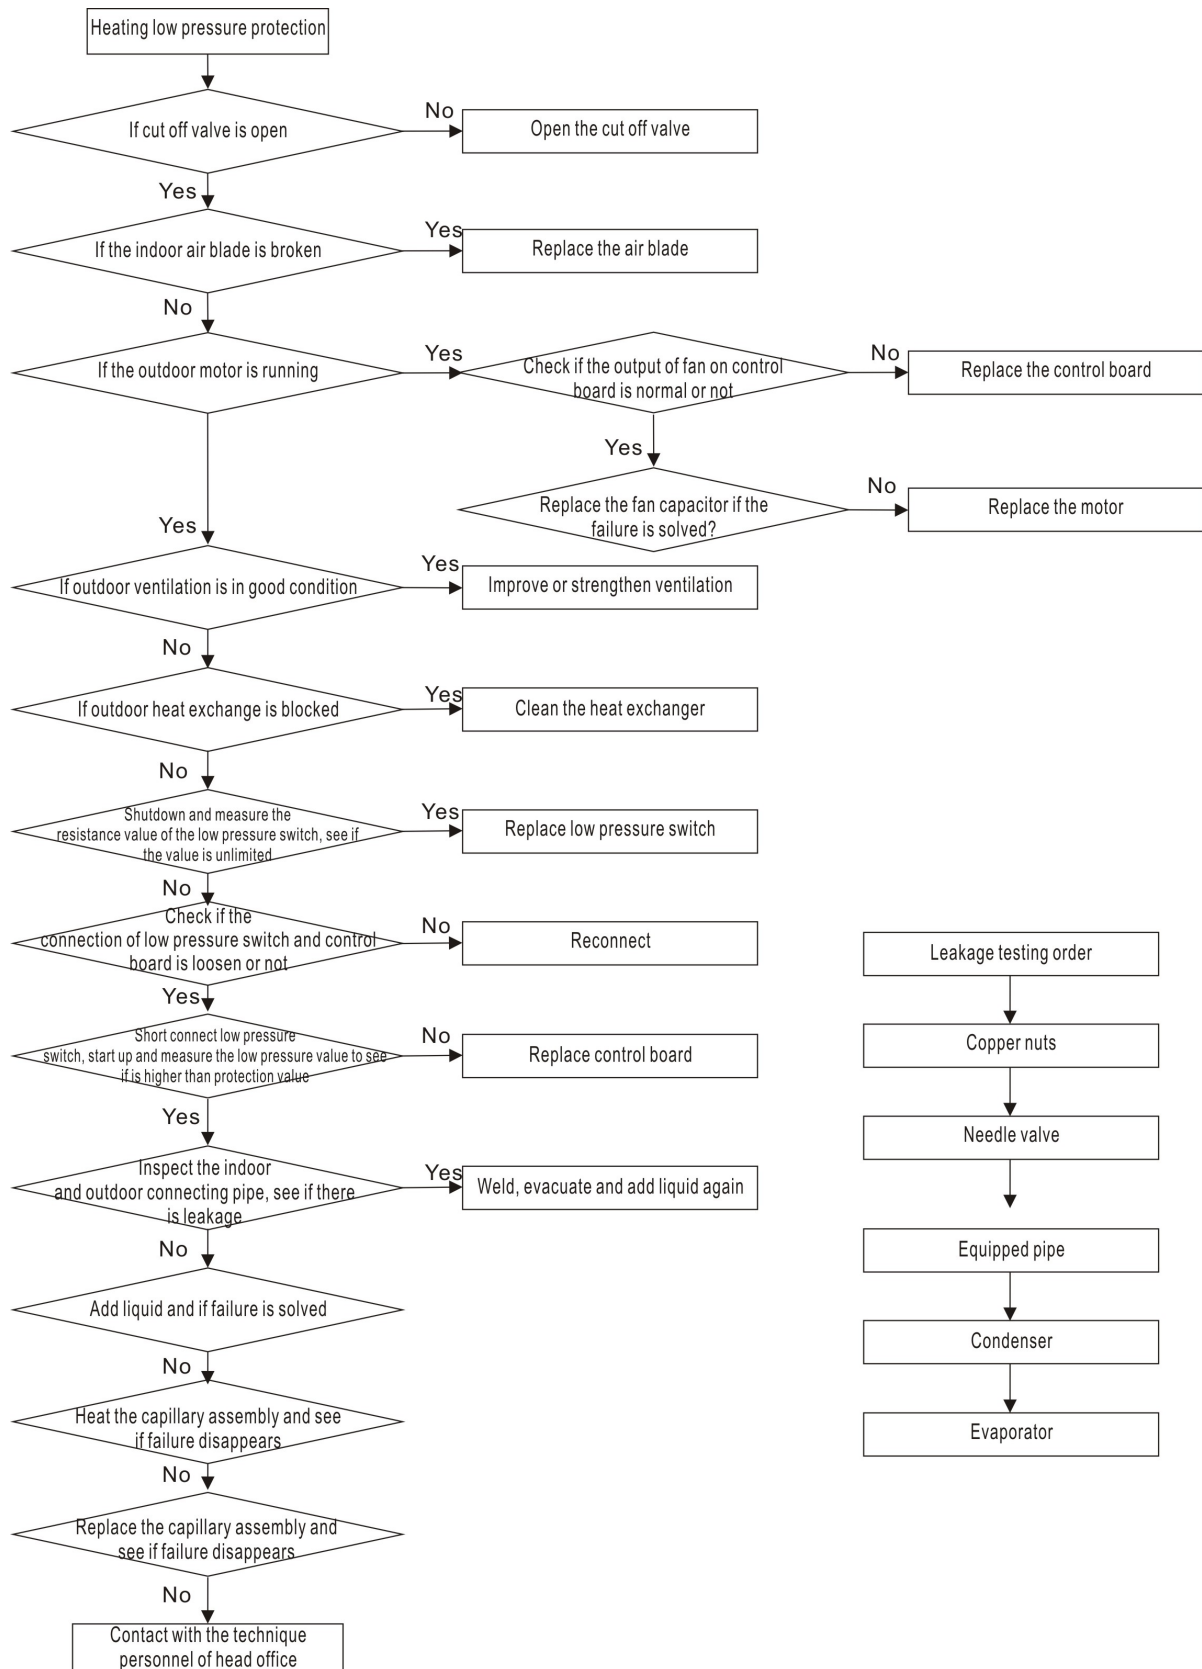 Heating low pressure protection
If cut off valve is open
No
Open the cut off valve
Yes
If the indoor air blade is broken
Yes
Replace the air blade
No
If the outdoor motor is running
Yes
Check if the output of fan on control
board is normal or not
No
Replace the control board
Yes
Replace the fan capacitor if the
failure is solved?
No
Replace the motor
Yes
If outdoor ventilation is in good condition
Yes
Improve or strengthen ventilation
No
If outdoor heat exchange is blocked
Yes
Clean the heat exchanger
No
Shutdown and measure the
resistance value of the low pressure switch, see if
the value is unlimited
Yes
Replace low pressure switch
No
Check if the
connection of low pressure switch and control
board is loosen or not
No
Reconnect
Yes
Short connect low pressure
switch, start up and measure the low pressure value to see
if is higher than protection value
No
Replace control board
Yes
Inspect the indoor
and outdoor connecting pipe, see if there
is leakage
Yes
Weld, evacuate and add liquid again
No
Add liquid and if failure is solved
No
Heat the capillary assembly and see
if failure disappears
No
Replace the capillary assembly and
see if failure disappears
No
Contact with the technique
personnel of head office
Leakage testing order
Copper nuts
Needle valve
Equipped pipe
Condenser
Evaporator